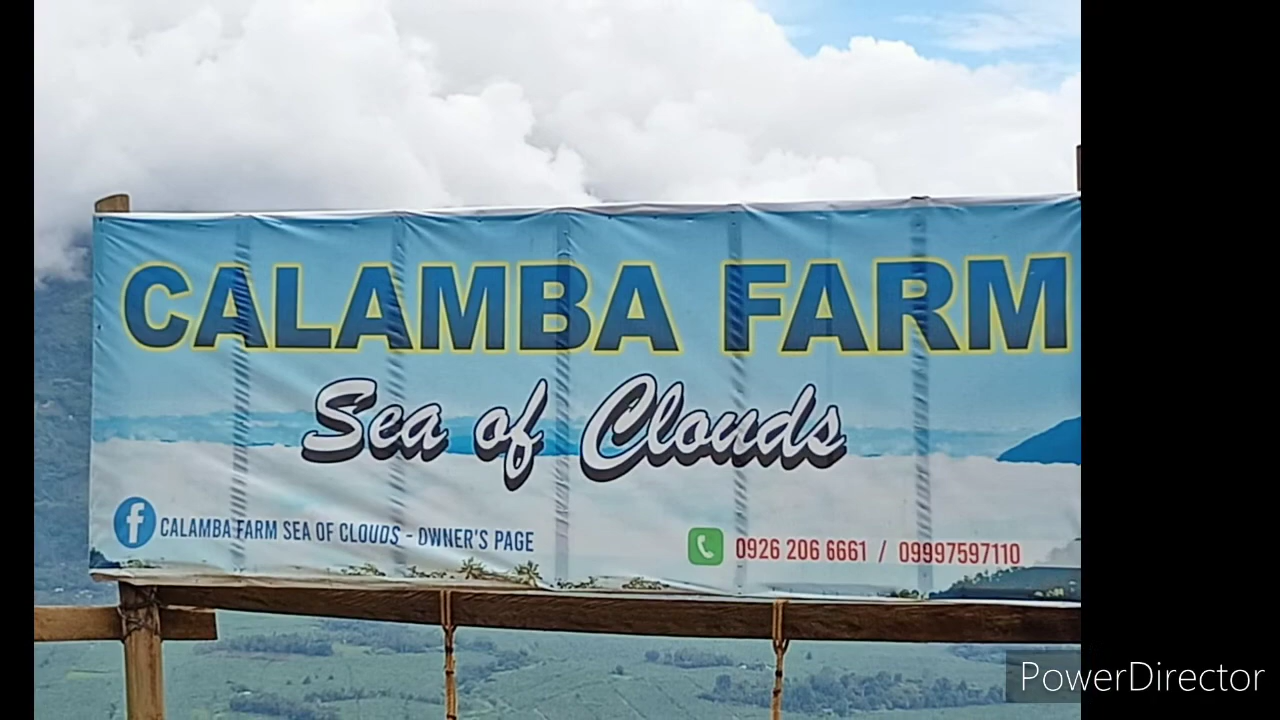 CALAMBA FARM
Sea of Clouds
CALAMBA FARM SEA OF CLOUDS - OWNER'S PAGE
0926 206 6661 / 09997597110
PowerDirector